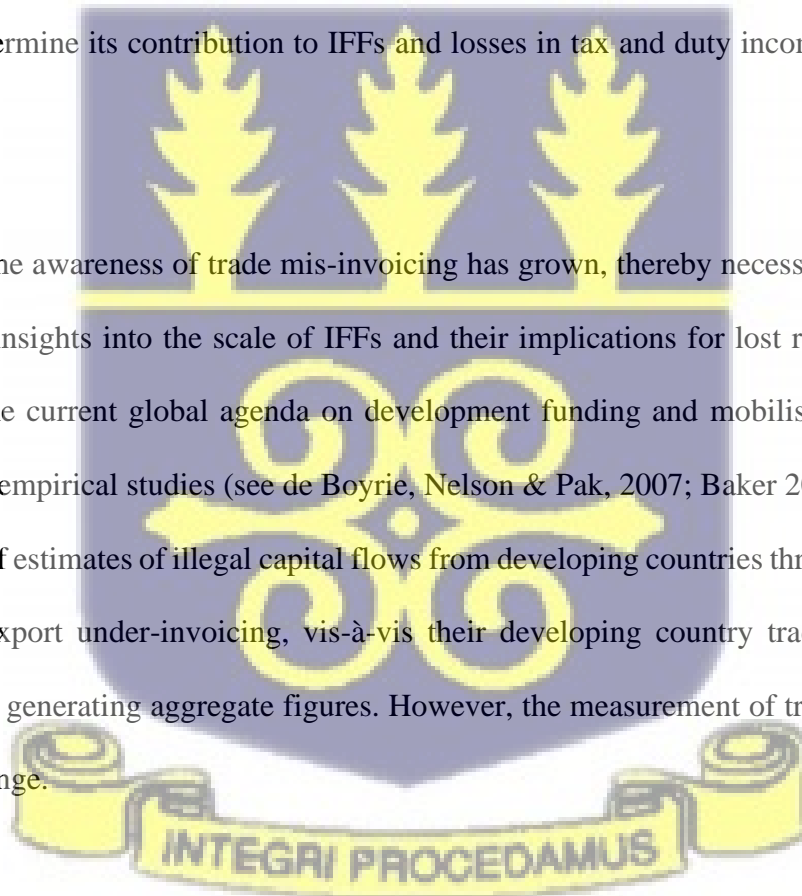 ermine its contribution to IFFs and losses in tax and duty incor
ne awareness of trade mis-invoicing has grown, thereby necess
insights into the scale of IFFs and their implications for lost r
e current global agenda on development funding and mobilis
empirical studies (see de Boyrie, Nelson & Pak, 2007; Baker 20
f estimates of illegal capital flows from developing countries thr
xport under-invoicing, vis-à-vis their developing country tra
generating aggregate figures. However, the measurement of tr
nge.
INTEGRI PROCEDAMUS